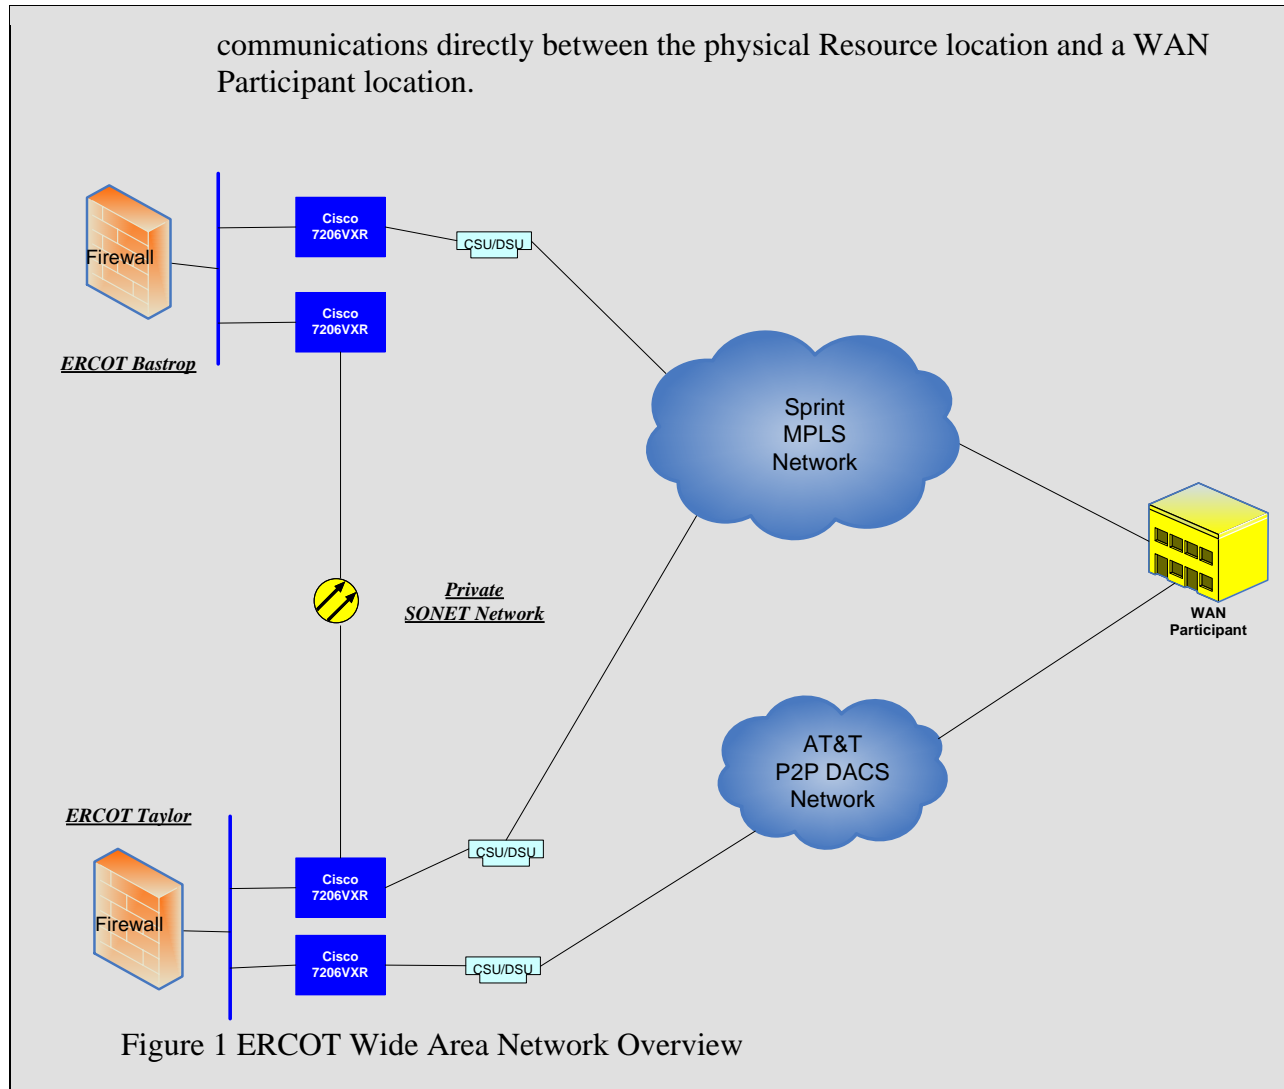 communications directly between the physical Resource location and a WAN
Participant location.
Cisco
7206VXR
CSU/DSU
Firewall
Cisco
7206VXR
ERCOT Bastrop
Sprint
MPLS
Network
Private
SONET Network
WAN
Participant
AT&T
P2P DACS
Network
ERCOT Taylor
CSU/DSU
Cisco
7206VXR
Firewall
Cisco
7206VXR
CSU/DSU
Figure 1 ERCOT Wide Area Network Overview